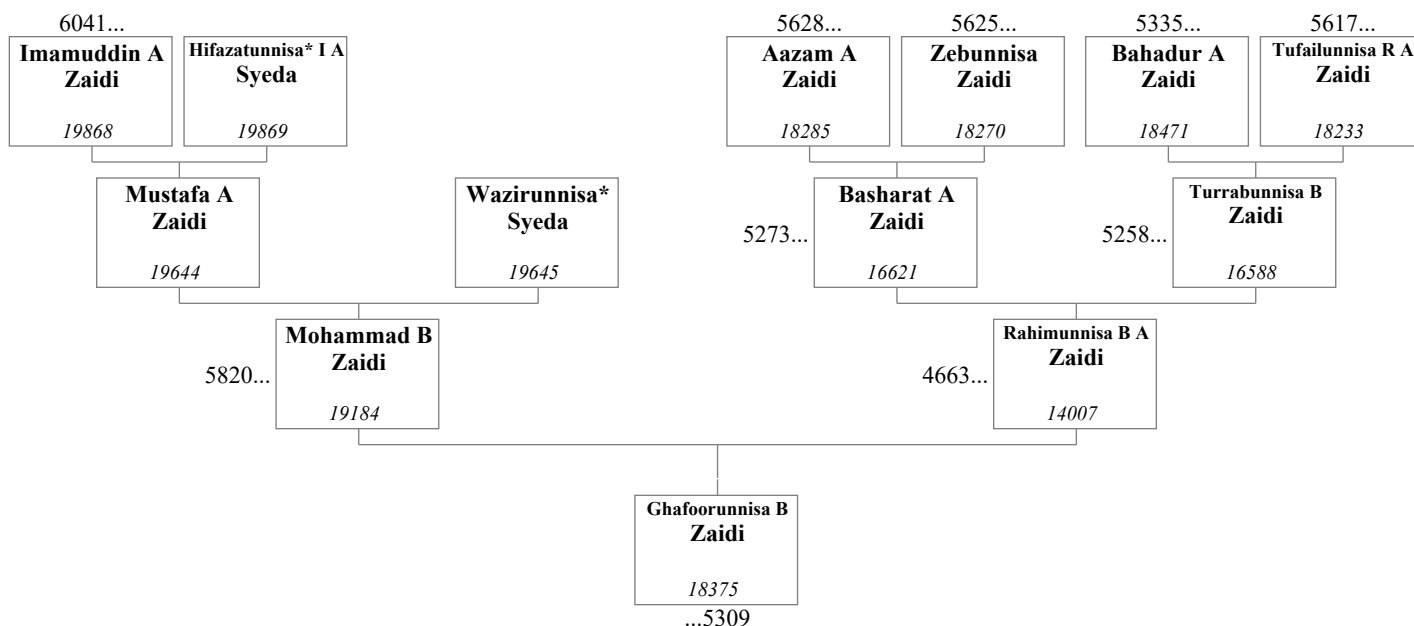 6041...
5628...
5625...
5335...
5617...
Imamuddin A
Zaidi
19868
Hifazatunnisa* I A
Syeda
19869
Aazam A
Zaidi
18285
Zebunnisa
Zaidi
18270
Bahadur A
Zaidi
18471
Tufailunnisa R A
Zaidi
18233
Mustafa A
Zaidi
19644
Wazirunnisa*
Syeda
19645
5273...
Basharat A
Zaidi
16621
5258...
Turrabunnisa B
Zaidi
16588
5820...
Mohammad B
Zaidi
19184
4663...
Rahimunnisa B A
Zaidi
14007
Ghafoorunnisa B
Zaidi
18375
...5309